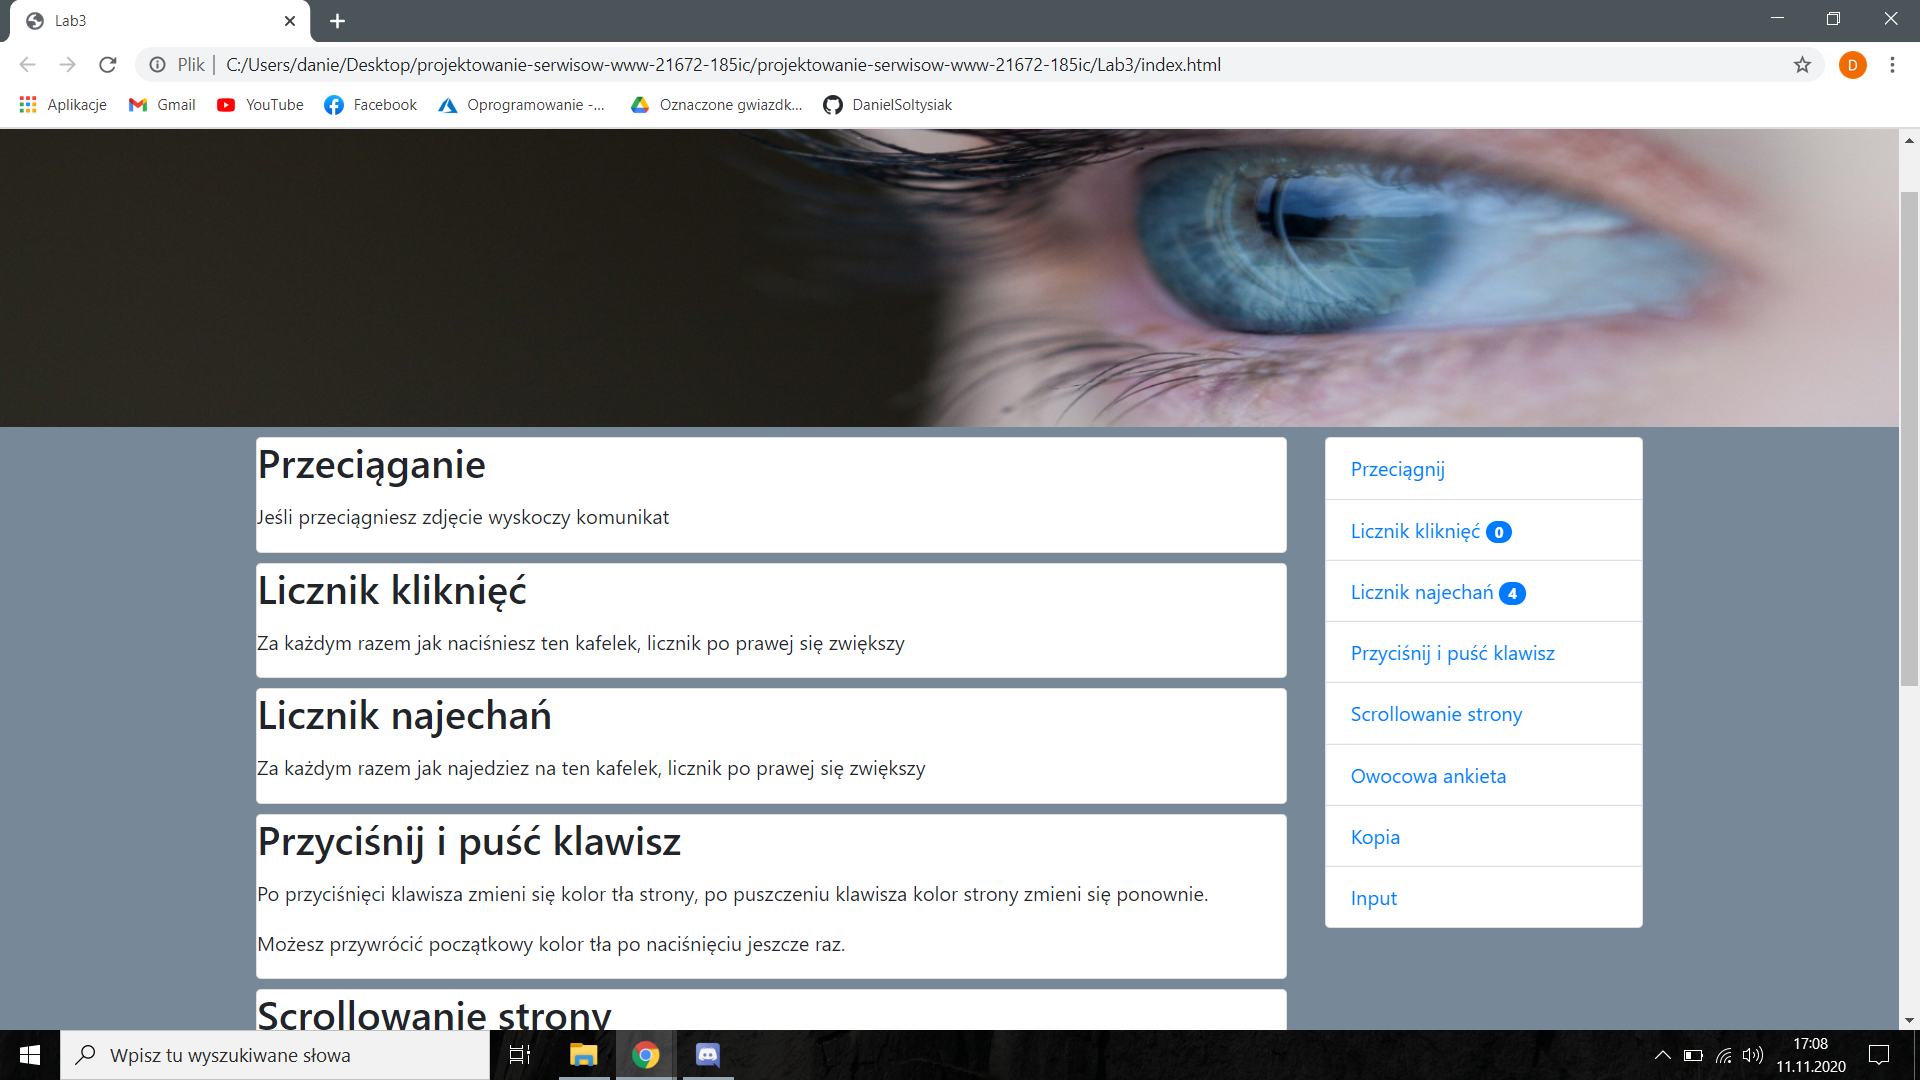 Lab3
Plik | C:/Users/danie/Desktop/projektowanie-serwisow-www-21672-185ic/projektowanie-serwisow-www-21672-185ic/Lab3/index.html
D
Aplikacje Gmail YouTube Facebook Oprogramowanie -... Oznaczone gwiazdk... DanielSoltysiak
Przeciąganie
Jeśli przeciągniesz zdjęcie wyskoczy komunikat
Licznik kliknięć
Za każdym razem jak naciśniesz ten kafelek, licznik po prawej się zwiększy
Licznik najechań
Za każdym razem jak najedziez na ten kafelek, licznik po prawej się zwiększy
Przyciśnij i puść klawisz
Po przyciśnięci klawisza zmieni się kolor tła strony, po puszczeniu klawisza kolor strony zmieni się ponownie.
Możesz przywrócić początkowy kolor tła po naciśnięciu jeszcze raz.
Scrollowanie strony
Przeciągnij
Licznik kliknięć 0
Licznik najechań 4
Przyciśnij i puść klawisz
Scrollowanie strony
Owocowa ankieta
Kopia
Input
Wpisz tu wyszukiwane słowa
17:08
11.11.2020